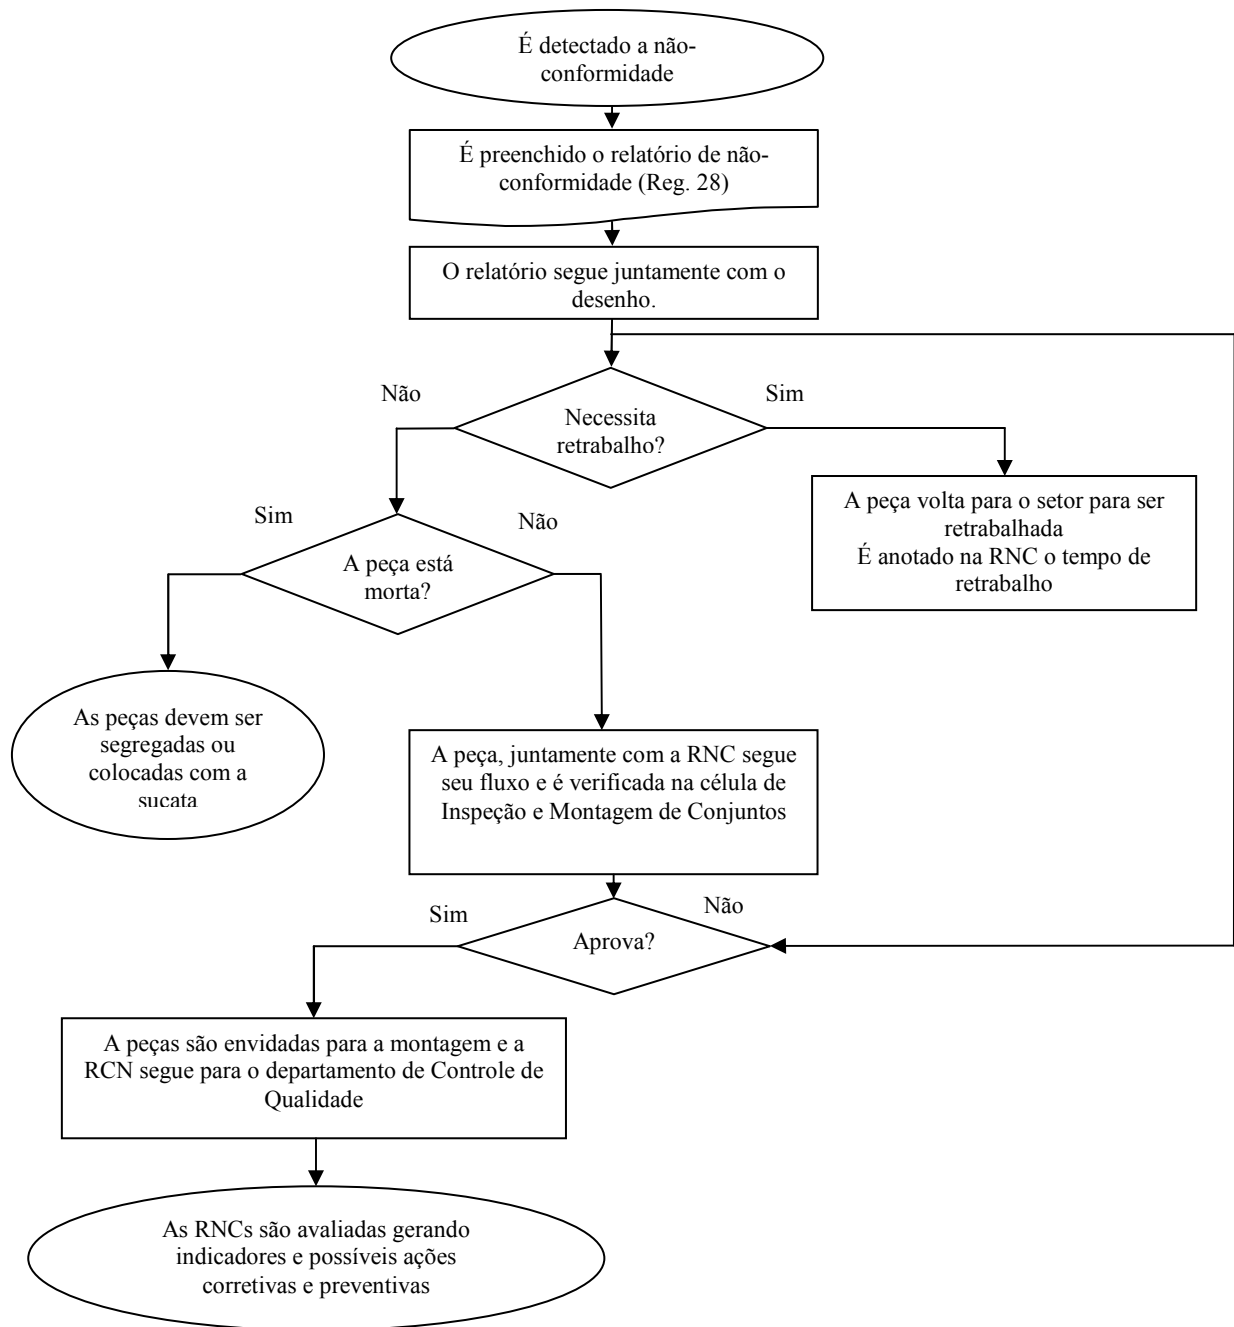 É detectado a não-
conformidade
É preenchido o relatório de não-
conformidade (Reg. 28)
O relatório segue juntamente com o
desenho.
Não
Sim
Necessita
retrabalho?
A peça volta para o setor para ser
retrabalhada
É anotado na RNC o tempo de
retrabalho
Sim
Não
A peça está
morta?
As peças devem ser
segregadas ou
colocadas com a
sucata
A peça, juntamente com a RNC segue
seu fluxo e é verificada na célula de
Inspeção e Montagem de Conjuntos
Sim
Não
Aprova?
A peças são envidadas para a montagem e a
RCN segue para o departamento de Controle de
Qualidade
As RNCs são avaliadas gerando
indicadores e possíveis ações
corretivas e preventivas